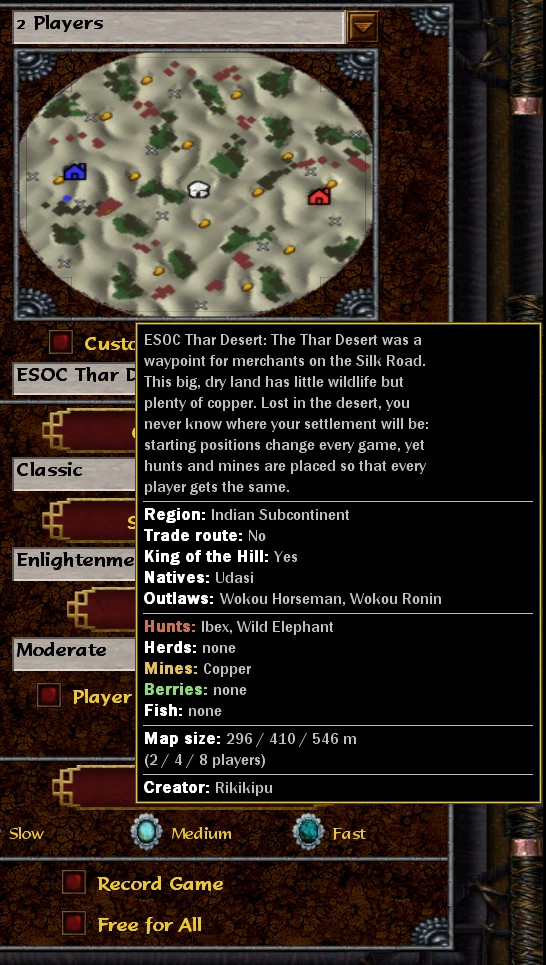 2 Players
Custo
ESOC Thar D
ESOC Thar Desert: The Thar Desert was a
waypoint for merchants on the Silk Road.
This big, dry land has little wildlife but
plenty of copper. Lost in the desert, you
never know where your settlement will be:
starting positions change every game, yet
hunts and mines are placed so that every
player gets the same.
Classic
Region: Indian Subcontinent
Trade route: No
King of the Hill: Yes
Natives: Udasi
Outlaws: Wokou Horseman, Wokou Ronin
Enlightenme
Hunts: Ibex, Wild Elephant
Herds: none
Mines: Copper
Berries: none
Fish: none
Moderate
Player
Map size: 296 / 410 / 546 m
(2 / 4 / 8 players)
Creator: Rikikipu
Slow Medium Fast
Record Game
Free for All